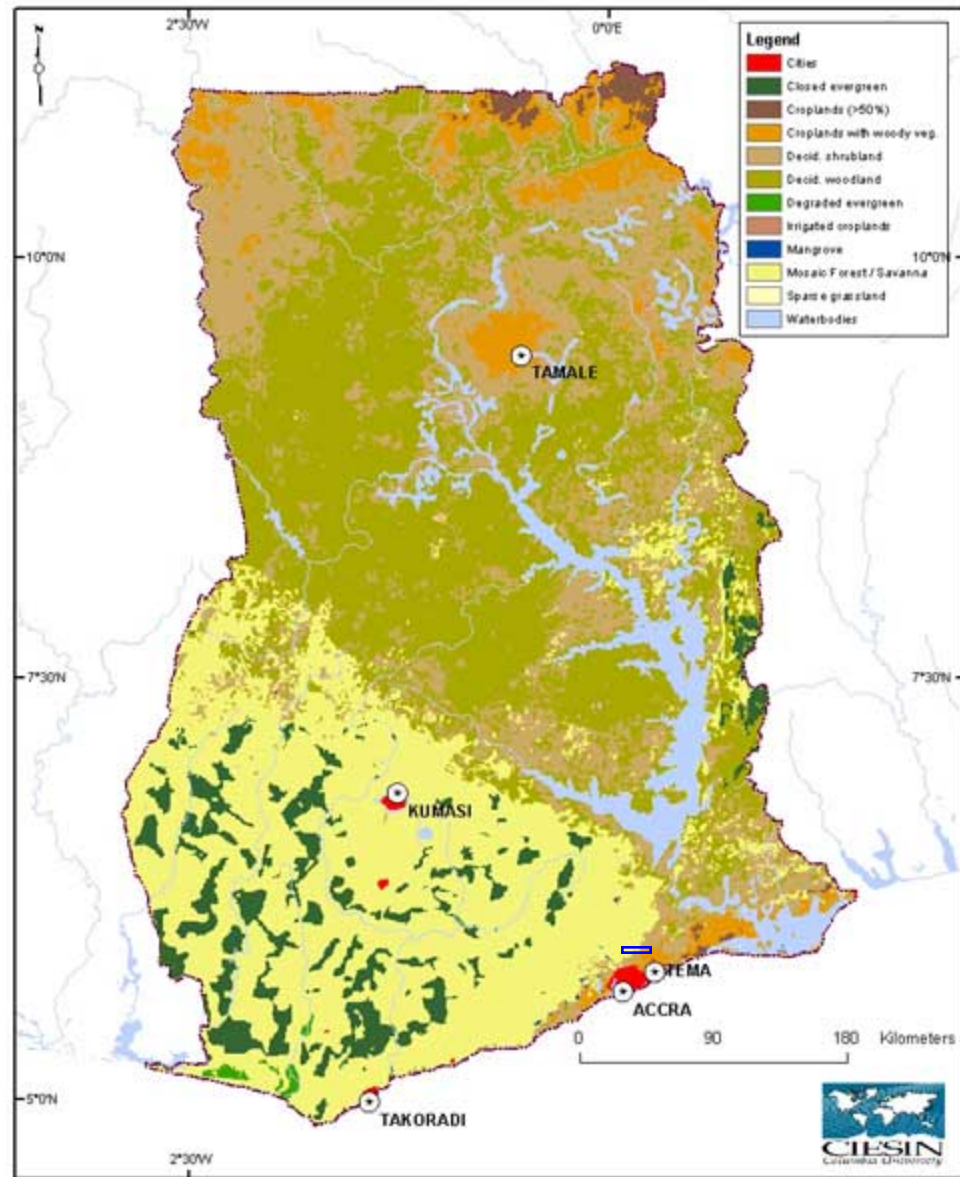 2°30'W 0°0'E
N
Legend
Cities
Closed evergreen
Croplands (>50%)
Croplands with woody veg.
Decid. shrubland
Decid. woodland
Degraded evergreen
Irrigated croplands
Mangrove
Mosaic Forest / Savanna
Sparse grassland
Waterbodies
10°0'N 10°0'N
TAMALE
7°30'N 7°30'N
KUMASI
TEMA
ACCRA
0 90 180 Kilometers
5°0'N
TAKORADI
CIESIN
Columbia University
2°30'W